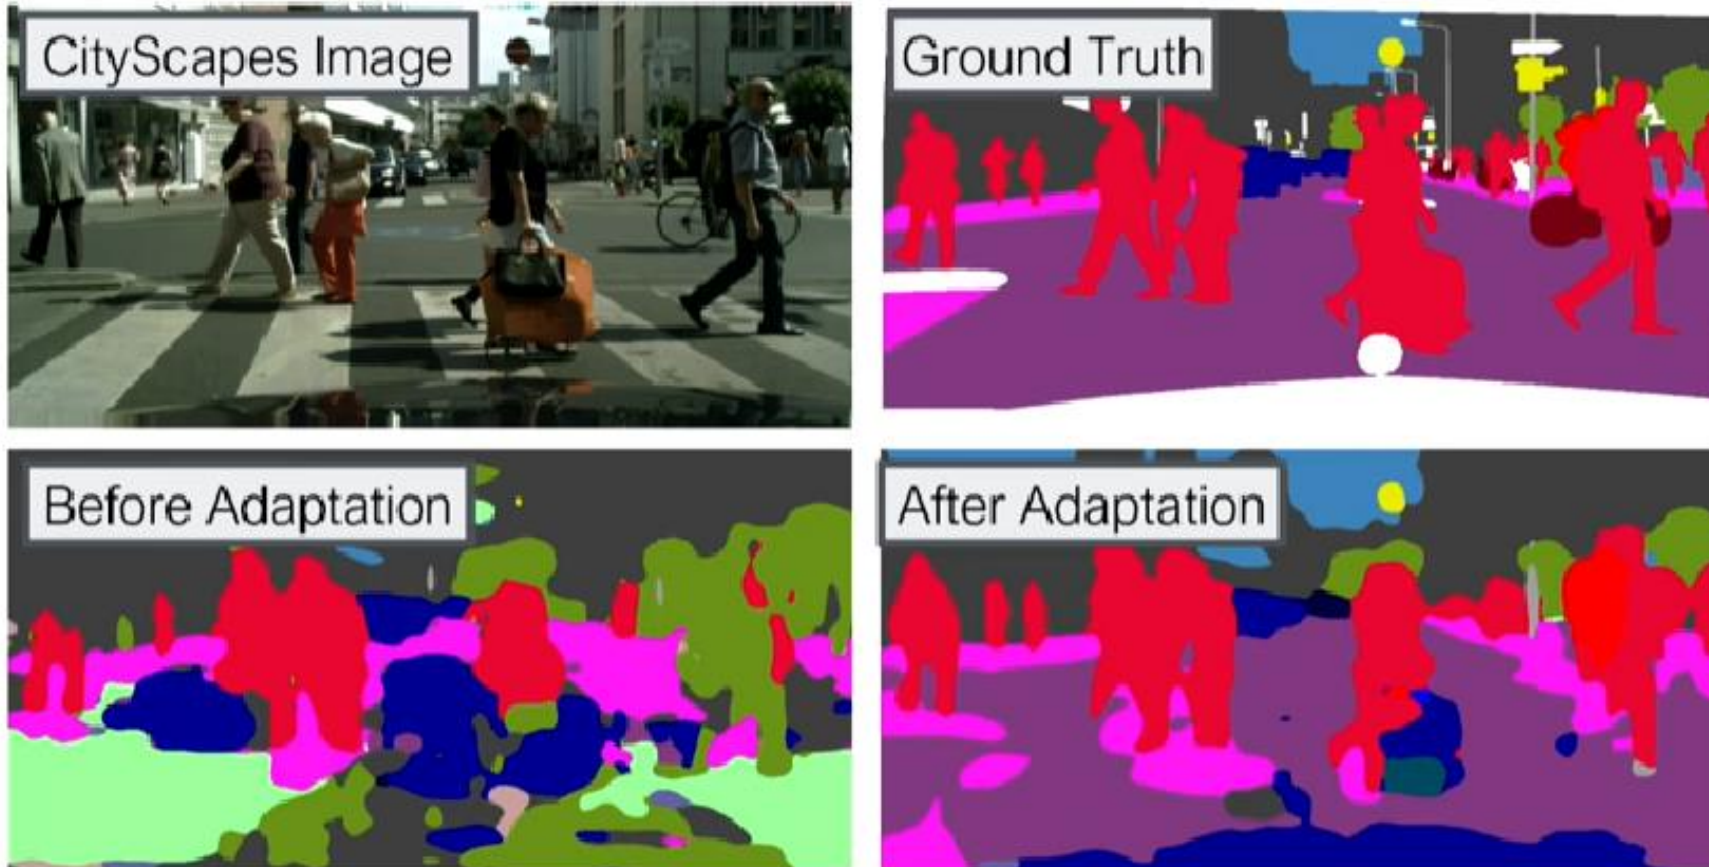 CityScapes Image
Ground Truth
Before Adaptation
After Adaptation